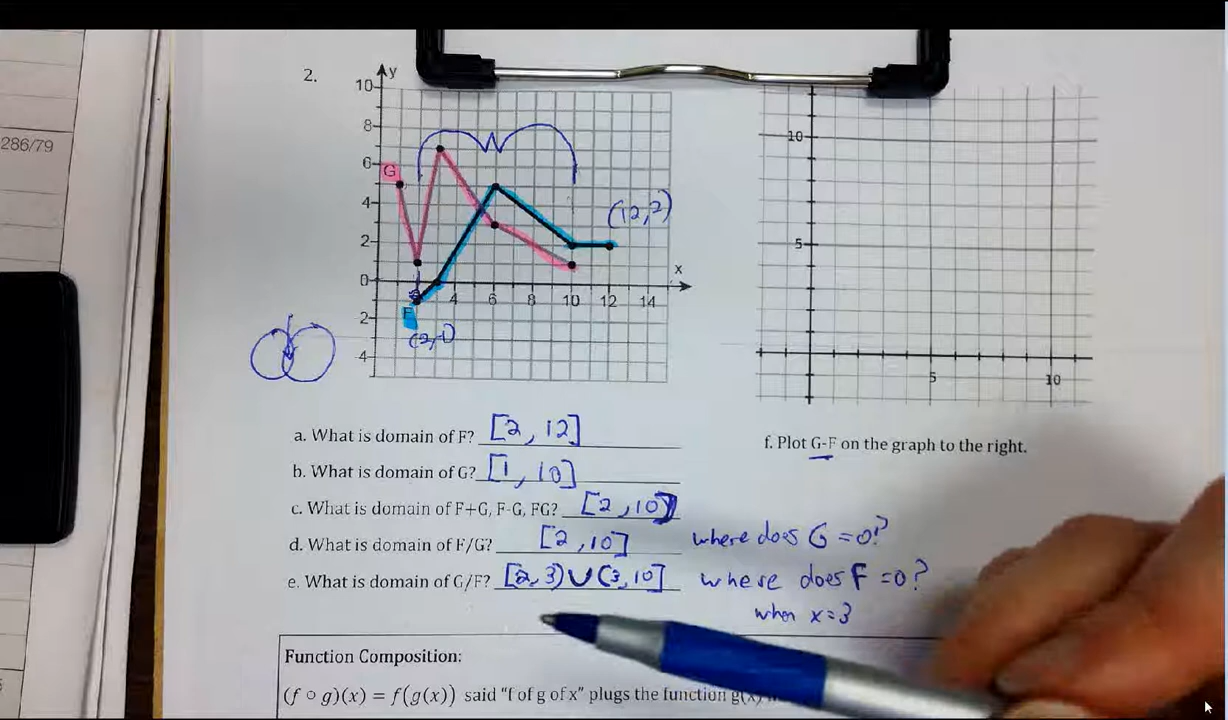 286/79
2.
y
10
8
6
4
2
0
2
4
G
F
4
6
8
10
12
14
x
(12,2)
(2,-1)
10
5
5
10
a. What is domain of F? [2, 12]
b. What is domain of G? [1, 10]
c. What is domain of F+G, F-G, FG? [2, 10]
d. What is domain of F/G? [2, 10] where does G = 0?
e. What is domain of G/F? [2, 3) ∪ (3, 10] where does F = 0?
when x = 3
f. Plot G-F on the graph to the right.
Function Composition:
(f ∘ g)(x) = f(g(x)) said "f of g of x" plugs the function g(x)